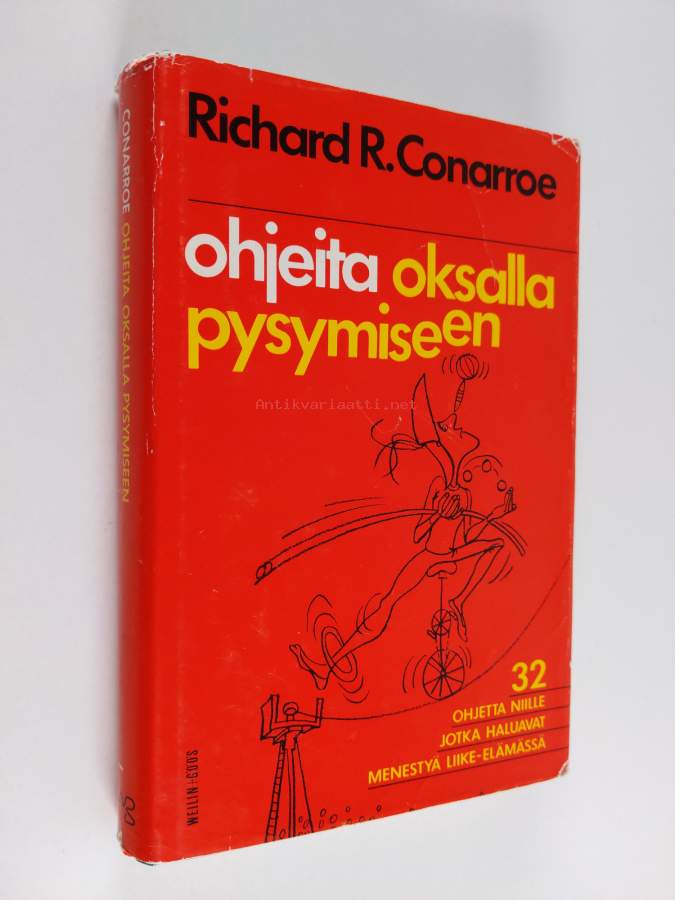 Richard R. Conarroe
ohjeita oksalla
pysymiseen
Antikvariaatti.net
32
OHJETTA NIILLE
JOTKA HALUAVAT
MENESTYÄ LIIKE-ELÄMÄSSÄ
WEILIN+GÖÖS
CONARROE OHJEITA OKSALLA PYSYMISEEN